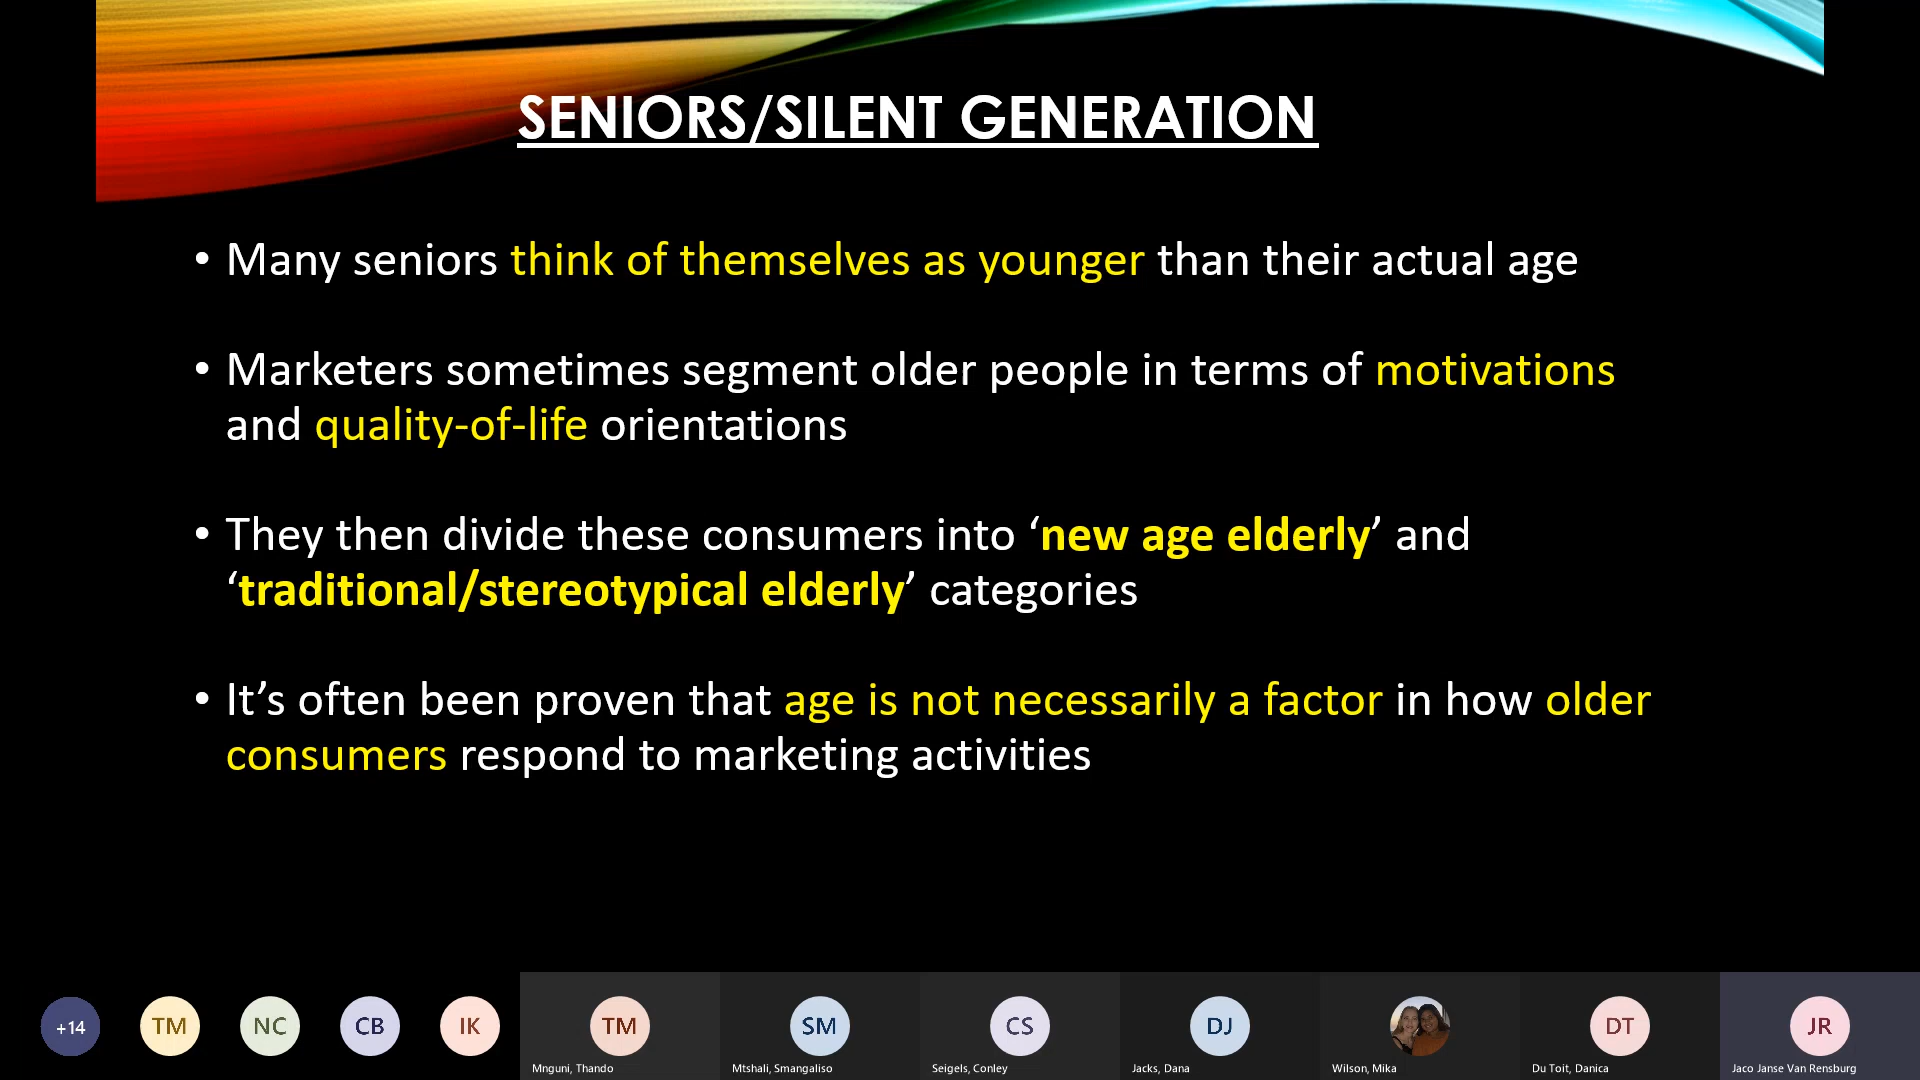 SENIORS/SILENT GENERATION
• Many seniors think of themselves as younger than their actual age
• Marketers sometimes segment older people in terms of motivations
and quality-of-life orientations
• They then divide these consumers into ‘new age elderly’ and
‘traditional/stereotypical elderly’ categories
• It’s often been proven that age is not necessarily a factor in how older
consumers respond to marketing activities
+14
TM
NC
CB
IK
TM
SM
CS
DJ
DT
JR
Mnguni, Thando
Mtshali, Smangaliso
Seigels, Conley
Jacks, Dana
Wilson, Mika
Du Toit, Danica
Jaco Janse Van Rensburg